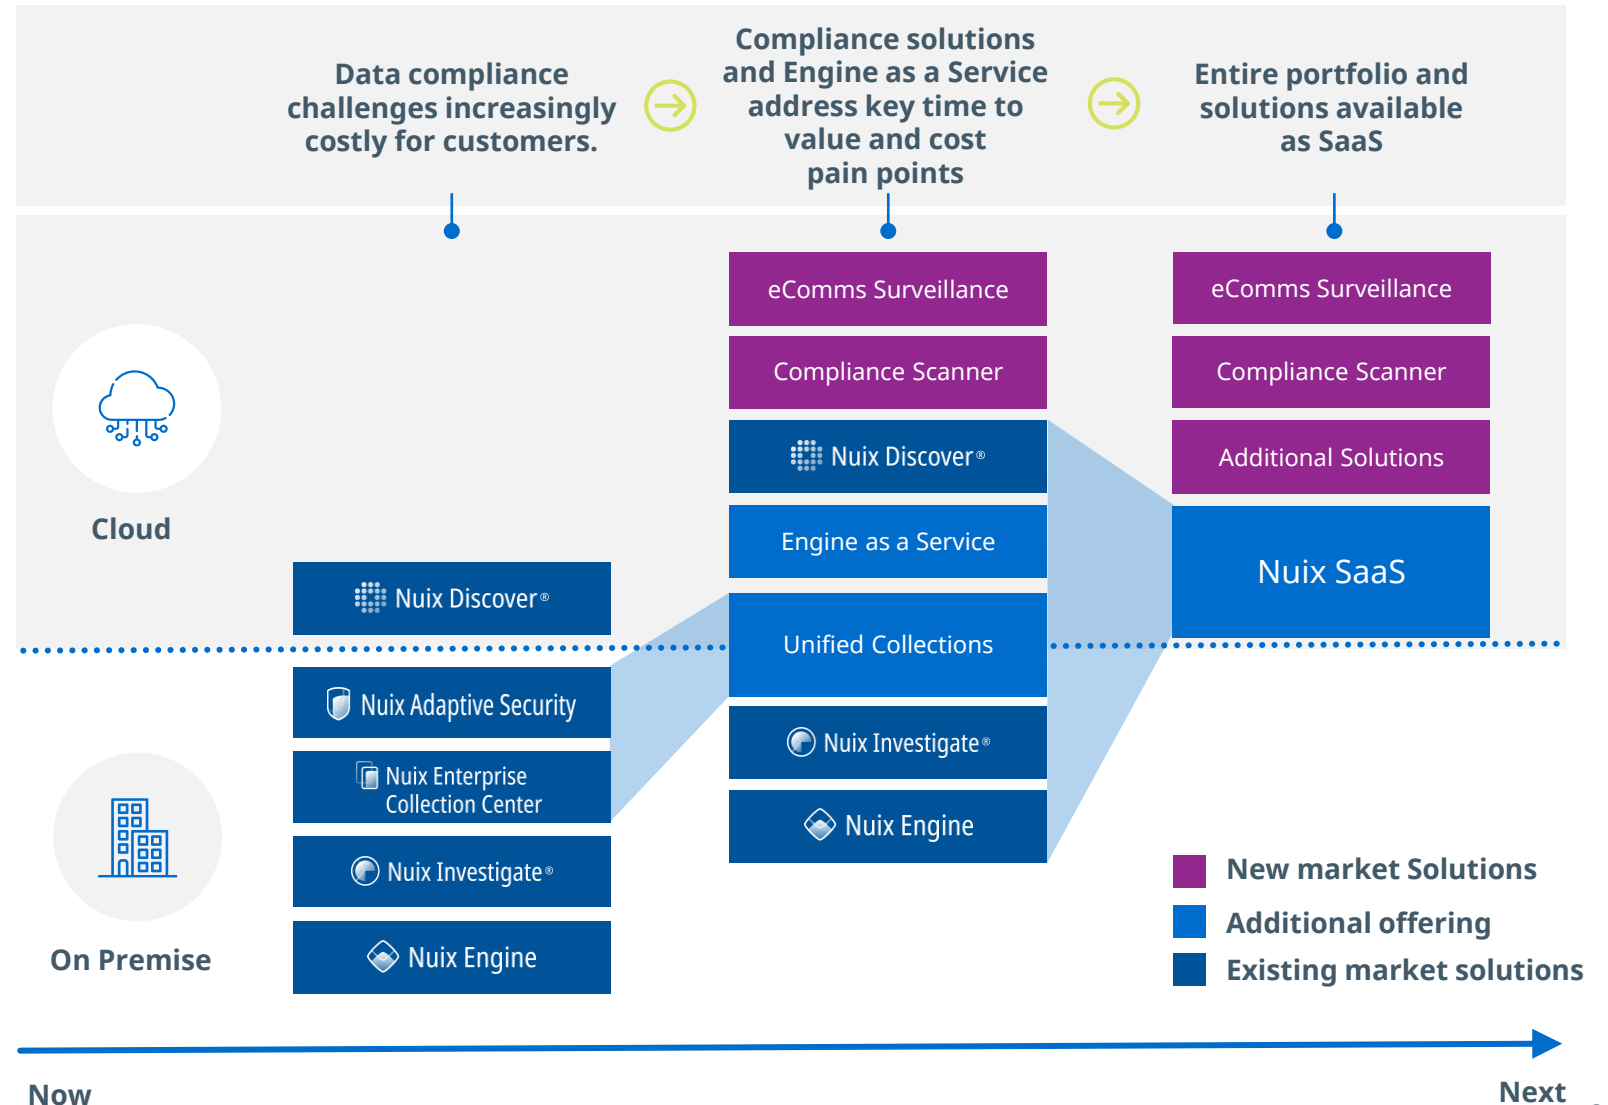 Data compliance
challenges increasingly
costly for customers.
Compliance solutions
and Engine as a Service
address key time to
value and cost
pain points
Entire portfolio and
solutions available
as SaaS
Cloud
Nuix Discover®
Nuix Adaptive Security
Nuix Enterprise
Collection Center
Nuix Investigate®
Nuix Engine
On Premise
eComms Surveillance
Compliance Scanner
Nuix Discover®
Engine as a Service
Unified Collections
Nuix Investigate®
Nuix Engine
eComms Surveillance
Compliance Scanner
Additional Solutions
Nuix SaaS
New market Solutions
Additional offering
Existing market solutions
Now
Next